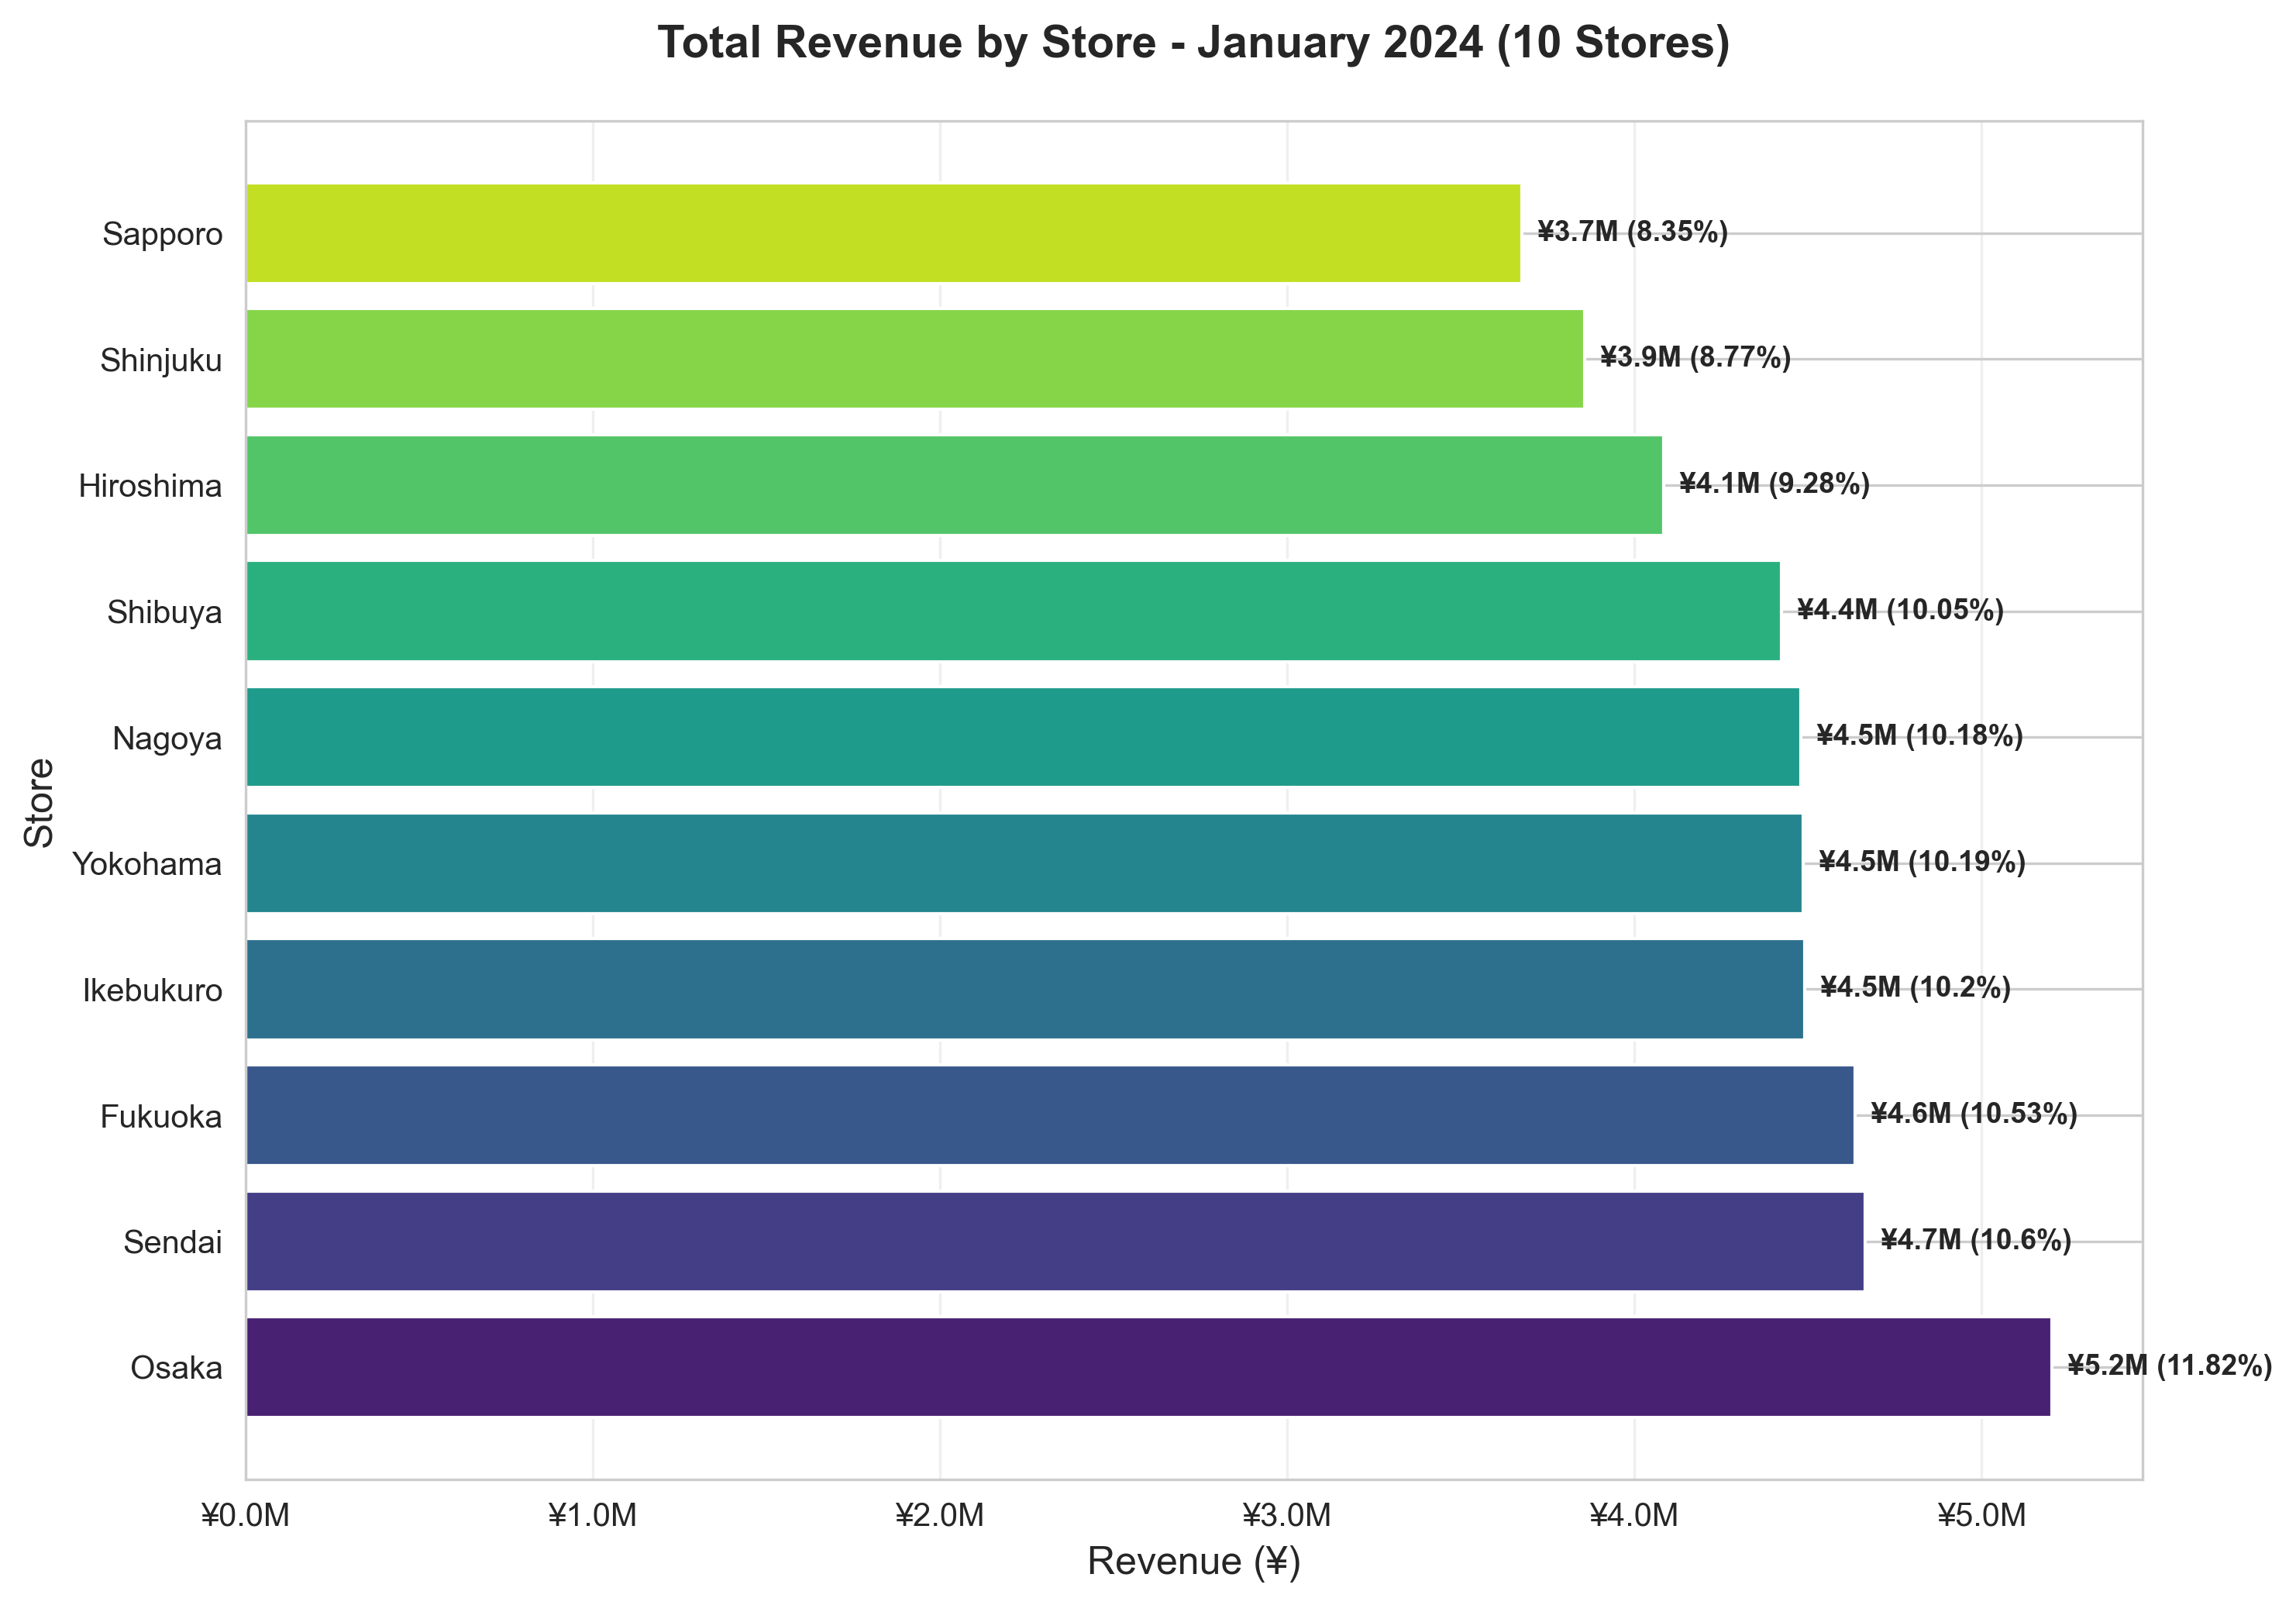 Total Revenue by Store - January 2024 (10 Stores)
Sapporo
¥3.7M (8.35%)
Shinjuku
¥3.9M (8.77%)
Hiroshima
¥4.1M (9.28%)
Shibuya
¥4.4M (10.05%)
Nagoya
¥4.5M (10.18%)
Yokohama
¥4.5M (10.19%)
Ikebukuro
¥4.5M (10.2%)
Fukuoka
¥4.6M (10.53%)
Sendai
¥4.7M (10.6%)
Osaka
¥5.2M (11.82%)
Store
¥0.0M
¥1.0M
¥2.0M
¥3.0M
¥4.0M
¥5.0M
Revenue (¥)